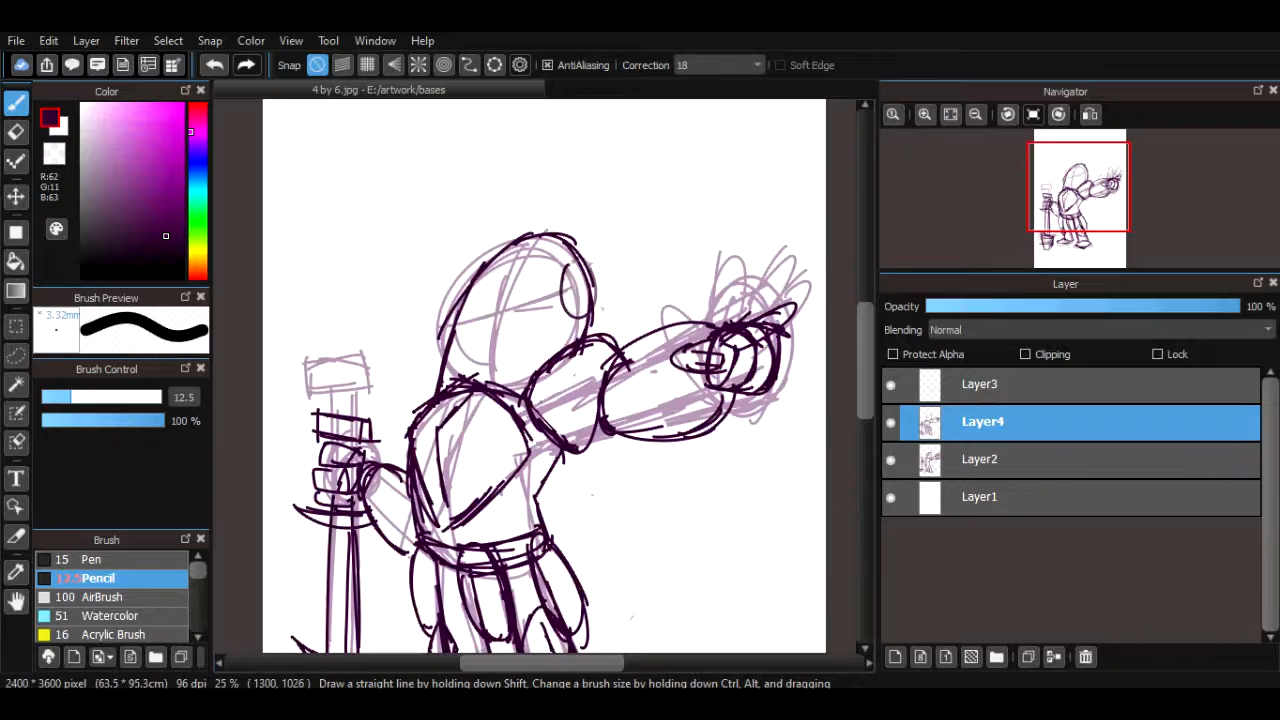 File Edit Layer Filter Select Snap Color View Tool Window Help
Snap AntiAliasing Correction 18 Soft Edge
Color
4 by 6.jpg - E:/artwork/bases
Navigator
R:62
G:11
B:63
Brush Preview
* 3.32mm
Brush Control
12.5
100 %
Brush
15 Pen
12.5 Pencil
100 AirBrush
51 Watercolor
16 Acrylic Brush
Layer
Opacity 100 %
Blending Normal
Protect Alpha Clipping Lock
Layer3
Layer4
Layer2
Layer1
T
2400 * 3600 pixel (63.5 * 95.3cm) 96 dpi 25 % ( 1300, 1026 ) Draw a straight line by holding down Shift, Change a brush size by holding down Ctrl, Alt, and dragging